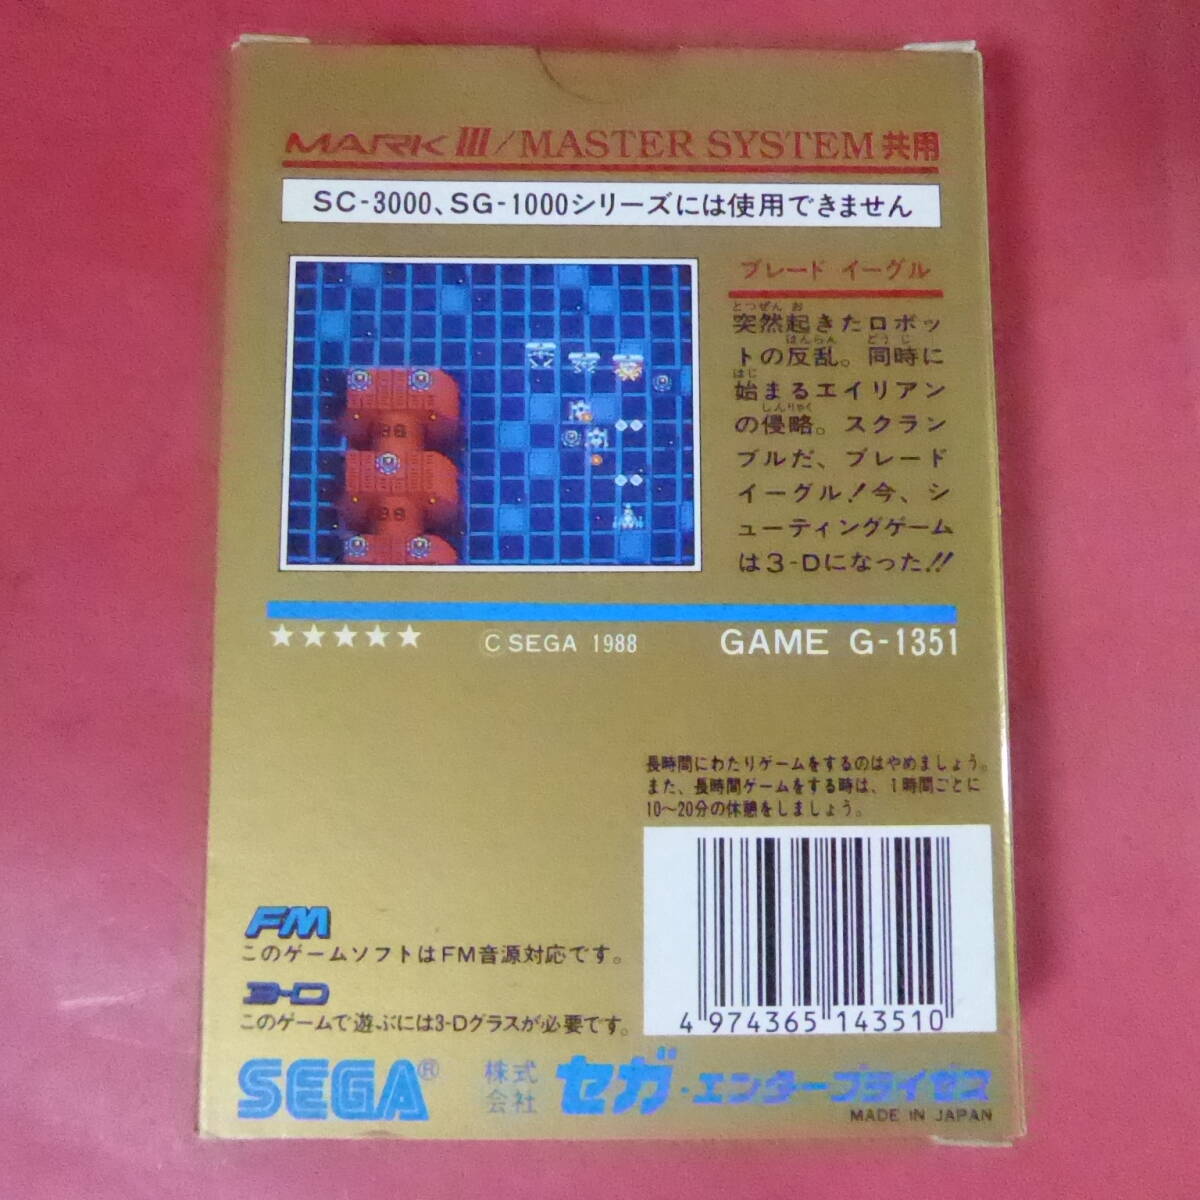 MARK III/MASTER SYSTEM共用
SC-3000、SG-1000シリーズには使用できません
ブレード イーグル
とつぜん お
突然起きたロボッ
はんらん どうじ
トの反乱。同時に
はじ
始まるエイリアン
しんりゃく
の侵略。スクラン
ブルだ、ブレード
イーグル!今、シ
ューティングゲーム
は3-Dになった!!
★★★★★ ©SEGA 1988 GAME G-1351
長時間にわたりゲームをするのはやめましょう。
また、長時間ゲームをする時は、1時間ごとに
10〜20分の休憩をしましょう。
FM
このゲームソフトはFM音源対応です。
3-D
このゲームで遊ぶには3-Dグラスが必要です。
4 974365 143510
SEGA® 株式会社 セガ・エンタープライゼス
MADE IN JAPAN